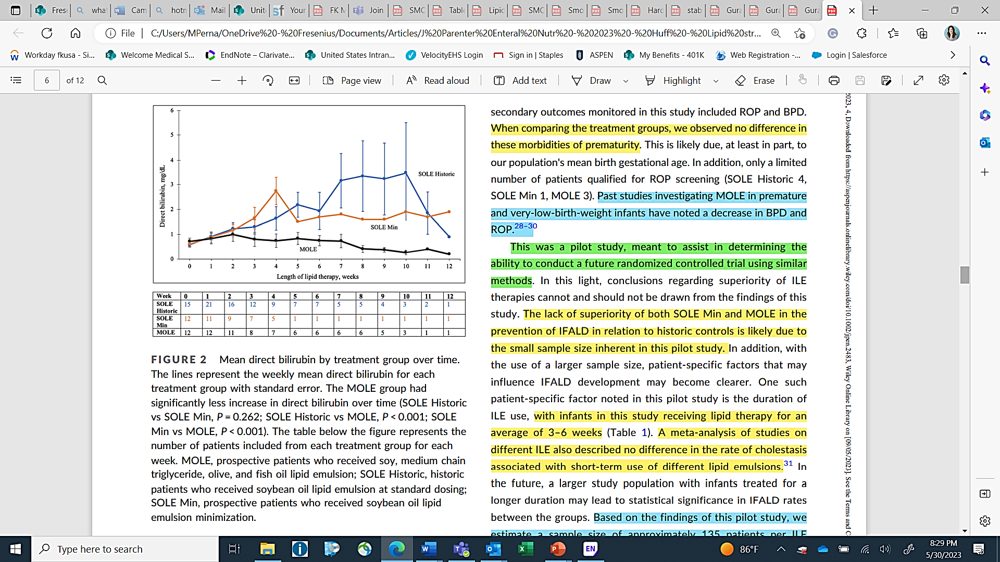 Fres
wha
Cam
hotn
Mail
Unit
Your
FK M
Join
SMC
Table
Lipic
SMC
Smo
Smo
Harc
stab
Gura
Gura
Gura
File
C:/Users/MPerna/OneDrive%20-%20Fresenius/Documents/Articles/J%20Parenter%20Enteral%20Nutr%20-%202023%20-%20Huff%20-%20Lipid%20str...
Workday fkusa - Si...
Welcome Medical S...
EndNote – Clarivate...
United States Intran...
VelocityEHS Login
Sign in | Staples
ASPEN
My Benefits - 401K
Web Registration -...
Login | Salesforce
6 of 12
Page view
Read aloud
Add text
Draw
Highlight
Erase
6
5
4
3
2
1
0
Direct bilirubin, mg/dL
SOLE Historic
SOLE Min
MOLE
0 1 2 3 4 5 6 7 8 9 10 11 12
Length of lipid therapy, weeks
Week 0 1 2 3 4 5 6 7 8 9 10 11 12
SOLE Historic 15 21 16 12 9 7 7 5 5 4 3 2 1
SOLE Min 12 11 9 7 5 1 1 1 1 1 1 1 1
MOLE 12 12 11 8 7 6 6 6 6 5 3 1 1
FIGURE 2 Mean direct bilirubin by treatment group over time.
The lines represent the weekly mean direct bilirubin for each
treatment group with standard error. The MOLE group had
significantly less increase in direct bilirubin over time (SOLE Historic
vs SOLE Min, P = 0.262; SOLE Historic vs MOLE, P < 0.001; SOLE
Min vs MOLE, P < 0.001). The table below the figure represents the
number of patients included from each treatment group for each
week. MOLE, prospective patients who received soy, medium chain
triglyceride, olive, and fish oil lipid emulsion; SOLE Historic, historic
patients who received soybean oil lipid emulsion at standard dosing;
SOLE Min, prospective patients who received soybean oil lipid
emulsion minimization.
secondary outcomes monitored in this study included ROP and BPD.
When comparing the treatment groups, we observed no difference in
these morbidities of prematurity. This is likely due, at least in part, to
our population's mean birth gestational age. In addition, only a limited
number of patients qualified for ROP screening (SOLE Historic 4,
SOLE Min 1, MOLE 3). Past studies investigating MOLE in premature
and very-low-birth-weight infants have noted a decrease in BPD and
ROP.28–30
This was a pilot study, meant to assist in determining the
ability to conduct a future randomized controlled trial using similar
methods. In this light, conclusions regarding superiority of ILE
therapies cannot and should not be drawn from the findings of this
study. The lack of superiority of both SOLE Min and MOLE in the
prevention of IFALD in relation to historic controls is likely due to
the small sample size inherent in this pilot study. In addition, with
the use of a larger sample size, patient-specific factors that may
influence IFALD development may become clearer. One such
patient-specific factor noted in this pilot study is the duration of
ILE use, with infants in this study receiving lipid therapy for an
average of 3–6 weeks (Table 1). A meta-analysis of studies on
different ILE also described no difference in the rate of cholestasis
associated with short-term use of different lipid emulsions.31 In
the future, a larger study population with infants treated for a
longer duration may lead to statistical significance in IFALD rates
between the groups. Based on the findings of this pilot study, we
estimate a sample size of approximately 135 patients per ILE
2023, 4, Downloaded from https://aspenjournals.onlinelibrary.wiley.com/doi/10.1002/jpen.2483, Wiley Online Library on [09/05/2023]. See the Terms and C
Type here to search
EN
86°F
8:29 PM
5/30/2023